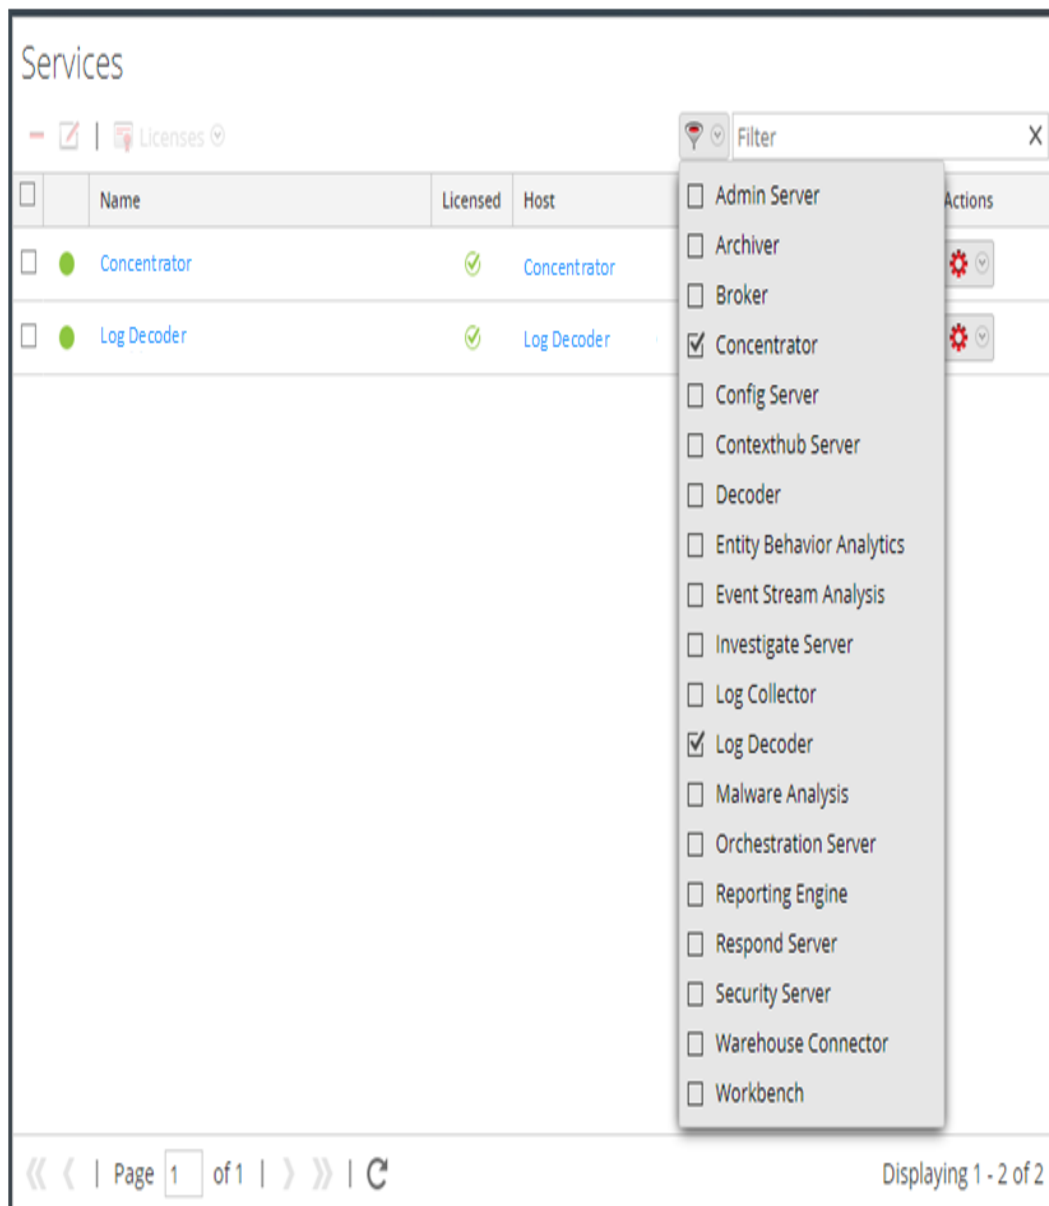 Services
Licenses
Filter X
Name Licensed Host Actions
Concentrator Concentrator
Log Decoder Log Decoder
Admin Server
Archiver
Broker
Concentrator
Config Server
Contexthub Server
Decoder
Entity Behavior Analytics
Event Stream Analysis
Investigate Server
Log Collector
Log Decoder
Malware Analysis
Orchestration Server
Reporting Engine
Respond Server
Security Server
Warehouse Connector
Workbench
Page 1 of 1
Displaying 1 - 2 of 2